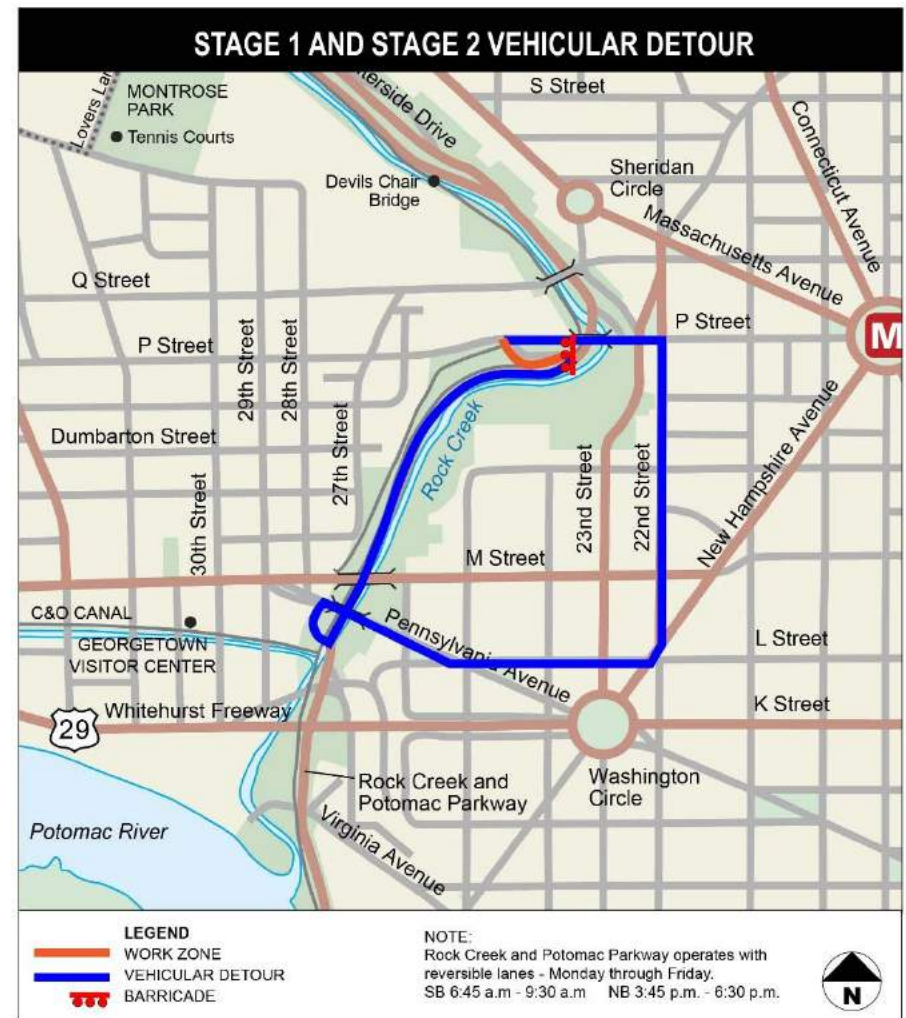 STAGE 1 AND STAGE 2 VEHICULAR DETOUR
S Street
MONTROSE
PARK
Tennis Courts
Devils Chair
Bridge
Sheridan
Circle
Connecticut Avenue
Massachusetts Avenue
Q Street
P Street
P Street
M
29th Street
28th Street
27th Street
Dumbarton Street
Rock Creek
30th Street
23nd Street
22nd Street
New Hampshire Avenue
M Street
C&O CANAL
GEORGETOWN
VISITOR CENTER
Pennsylvania Avenue
L Street
K Street
Whitehurst Freeway
29
Rock Creek and
Potomac Parkway
Washington
Circle
Potomac River
Virginia Avenue
LEGEND
WORK ZONE
VEHICULAR DETOUR
BARRICADE
NOTE:
Rock Creek and Potomac Parkway operates with
reversible lanes - Monday through Friday.
SB 6:45 a.m - 9:30 a.m NB 3:45 p.m. - 6:30 p.m.
N